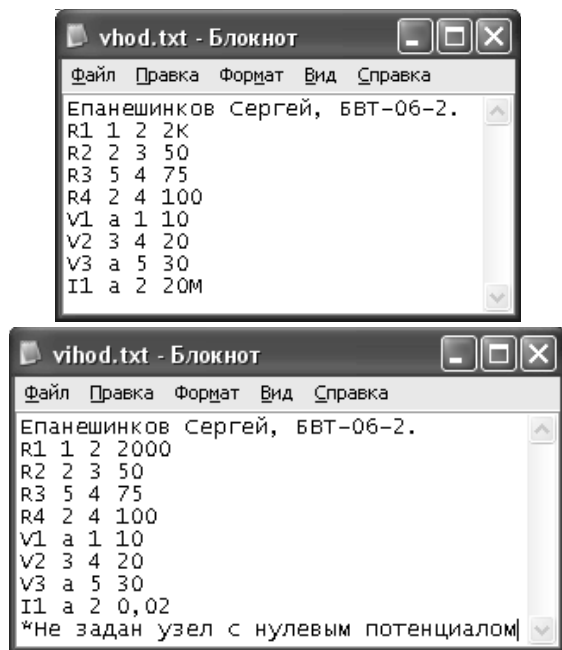 vhod.txt - Блокнот
Файл Правка Формат Вид Справка
Епанешинков Сергей, БВТ-06-2.
R1 1 2 2К
R2 2 3 50
R3 5 4 75
R4 2 4 100
V1 a 1 10
V2 3 4 20
V3 a 5 30
I1 a 2 20М
vihod.txt - Блокнот
Файл Правка Формат Вид Справка
Епанешинков Сергей, БВТ-06-2.
R1 1 2 2000
R2 2 3 50
R3 5 4 75
R4 2 4 100
V1 a 1 10
V2 3 4 20
V3 a 5 30
I1 a 2 0,02
*Не задан узел с нулевым потенциалом